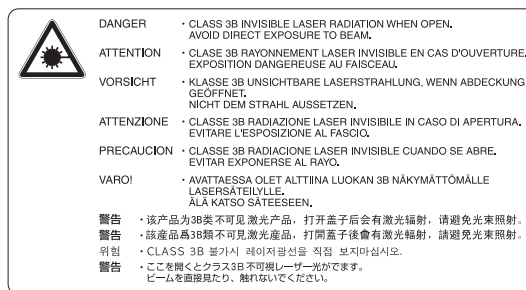 DANGER ・CLASS 3B INVISIBLE LASER RADIATION WHEN OPEN.
AVOID DIRECT EXPOSURE TO BEAM.
ATTENTION ・CLASE 3B RAYONNEMENT LASER INVISIBLE EN CAS D'OUVERTURE.
EXPOSITION DANGEREUSE AU FAISCEAU.
VORSICHT ・KLASSE 3B UNSICHTBARE LASERSTRAHLUNG, WENN ABDECKUNG
GEÖFFNET.
NICHT DEM STRAHL AUSSETZEN.
ATTENZIONE ・CLASSE 3B RADIAZIONE LASER INVISIBILE IN CASO DI APERTURA.
EVITARE L'ESPOSIZIONE AL FASCIO.
PRECAUCION ・CLASSE 3B RADIACIONE LASER INVISIBLE CUANDO SE ABRE.
EVITAR EXPONERSE AL RAYO.
VARO! ・AVATTAESSA OLET ALTTIINA LUOKAN 3B NÄKYMÄTTÖMÄLLE
LASERSÄTEILYLLE.
ÄLÄ KATSO SÄTEESEEN.
警告 ・该产品为3B类不可见激光产品，打开盖子后会有激光辐射，请避免光束照射。
警告 ・該産品爲3B類不可見激光産品，打開蓋子後會有激光輻射，請避免光束照射。
위험 ・CLASS 3B 불가시 레이저광선을 직접 보지마십시오.
警告 ・ここを開くとクラス3B不可視レーザー光がでます。
ビームを直接見たり、触れないでください。